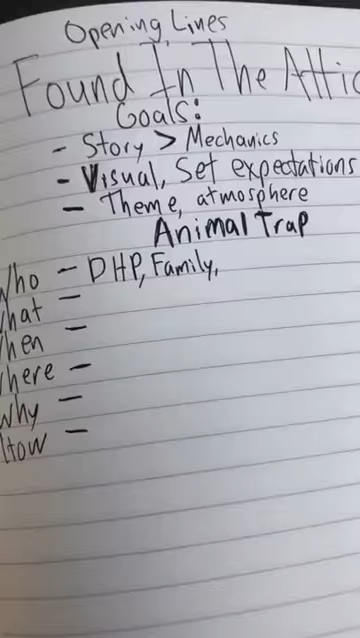 Opening Lines
Found In The Attic
Goals:
- Story > Mechanics
- Visual, Set expectations
- Theme, atmosphere
Animal Trap
Who - DHP, Family,
What -
When -
Where -
Why -
How -